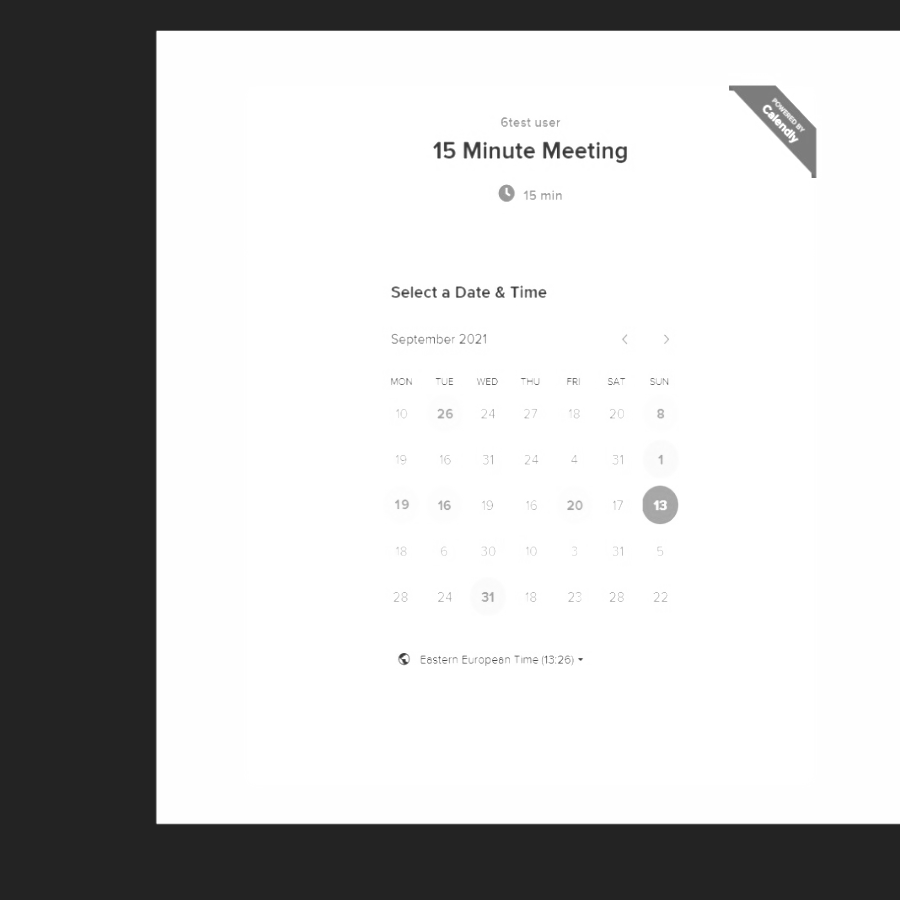 POWERED BY
Calendly
6test user
15 Minute Meeting
15 min
Select a Date & Time
September 2021
MON TUE WED THU FRI SAT SUN
10 26 24 27 18 20 8
19 16 31 24 4 31 1
19 16 19 16 20 17 13
18 6 30 10 3 31 5
28 24 31 18 23 28 22
Eastern European Time (13:26)